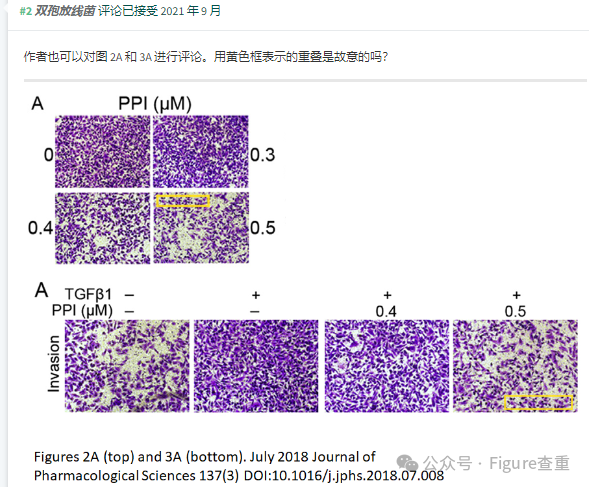 #2 双孢放线菌 评论已接受 2021 年 9 月
作者也可以对图 2A 和 3A 进行评论。用黄色框表示的重叠是故意的吗?
A PPI (μM)
0 0.3
0.4 0.5
A TGFβ1 – + + +
PPI (μM) – – 0.4 0.5
Invasion
Figures 2A (top) and 3A (bottom). July 2018 Journal of
Pharmacological Sciences 137(3) DOI:10.1016/j.jphs.2018.07.008
公众号 · Figure查重